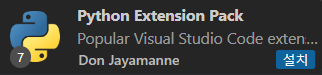 Python Extension Pack
Popular Visual Studio Code exten...
7
Don Jayamanne 설치